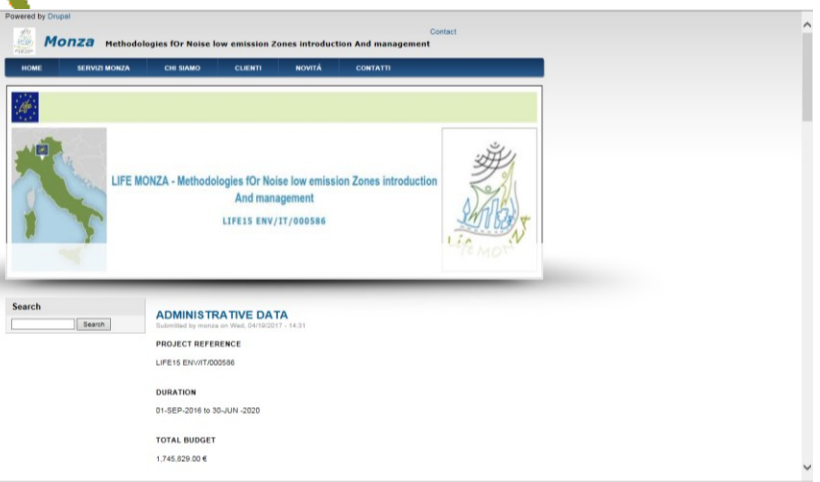 Powered by Drupal
Contact
Monza Methodologies fOr Noise low emission Zones introduction And management
HOME SERVIZI MONZA CHI SIAMO CLIENTI NOVITÁ CONTATTI
LIFE MONZA - Methodologies fOr Noise low emission Zones introduction
And management
LIFE15 ENV/IT/000586
Life MONZA
Search
Search
ADMINISTRATIVE DATA
Submitted by monza on Wed, 04/19/2017 - 14:31
PROJECT REFERENCE
LIFE15 ENV/IT/000586
DURATION
01-SEP-2016 to 30-JUN -2020
TOTAL BUDGET
1,745,829.00 €